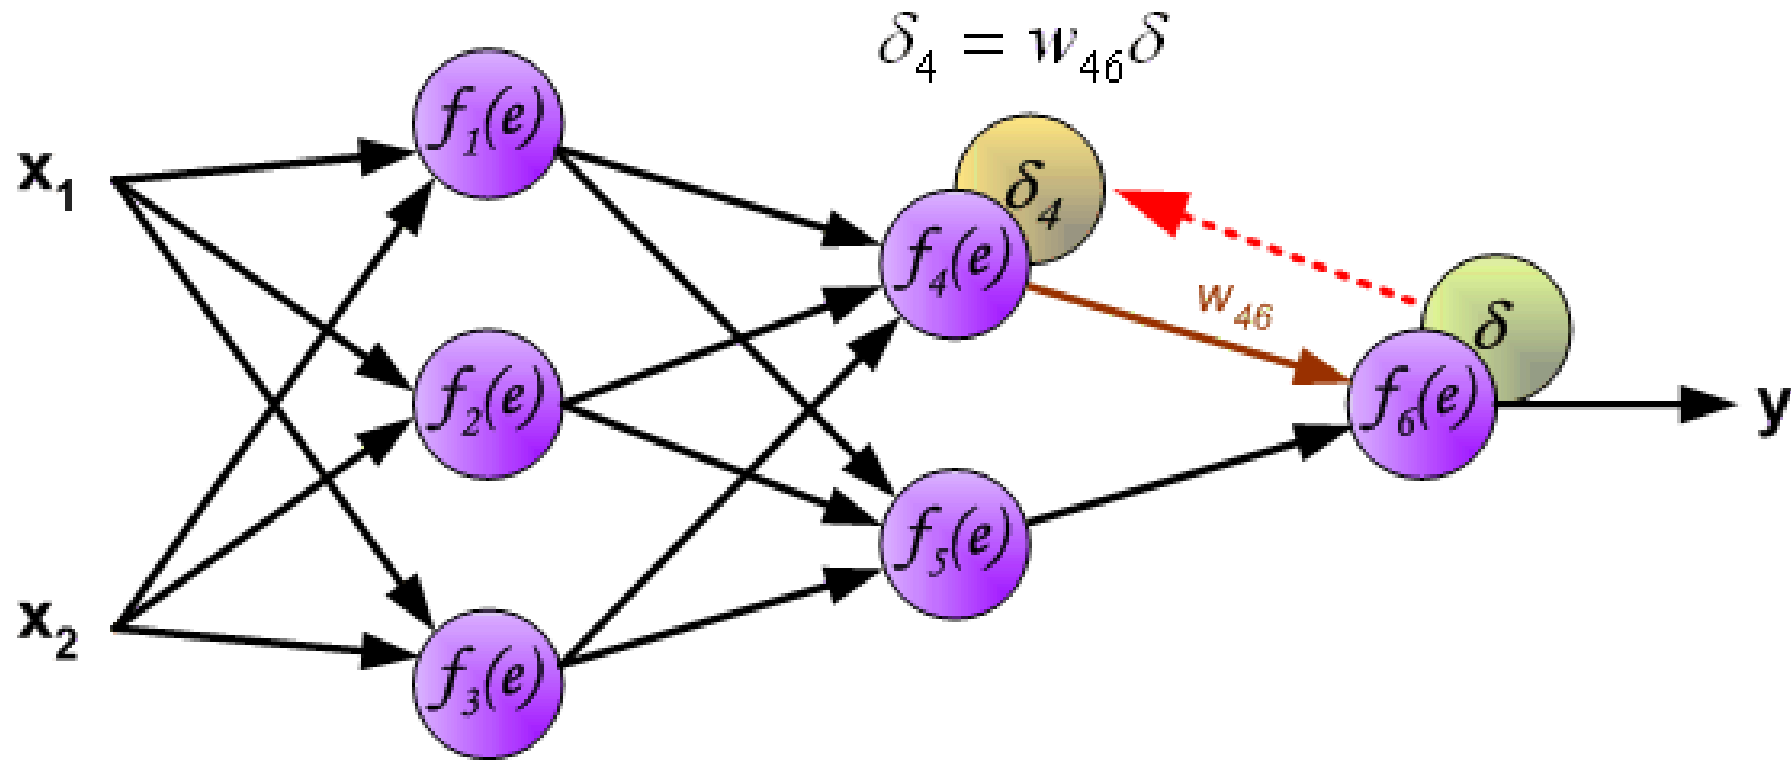 δ₄ = w₄₆δ
x₁
f₁(e)
δ₄
f₄(e)
w₄₆
δ
f₂(e)
f₆(e)
y
f₅(e)
x₂
f₃(e)